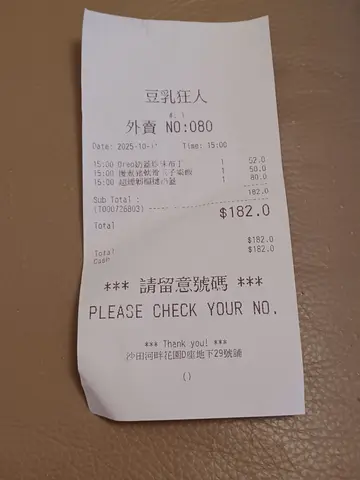 豆乳狂人
外賣 NO:080
Date: 2025-10- Time: 15:00
15:00 Oreo 布丁 1 52.0
15:00 1 50.0
15:00 1 80.0
182.0
Sub Total :
(T000726803) $182.0
Total
$182.0
Total $182.0
Cash
*** 請留意號碼 ***
PLEASE CHECK YOUR NO.
*** Thank you! ***
沙田河畔花園D座地下29號舖
()